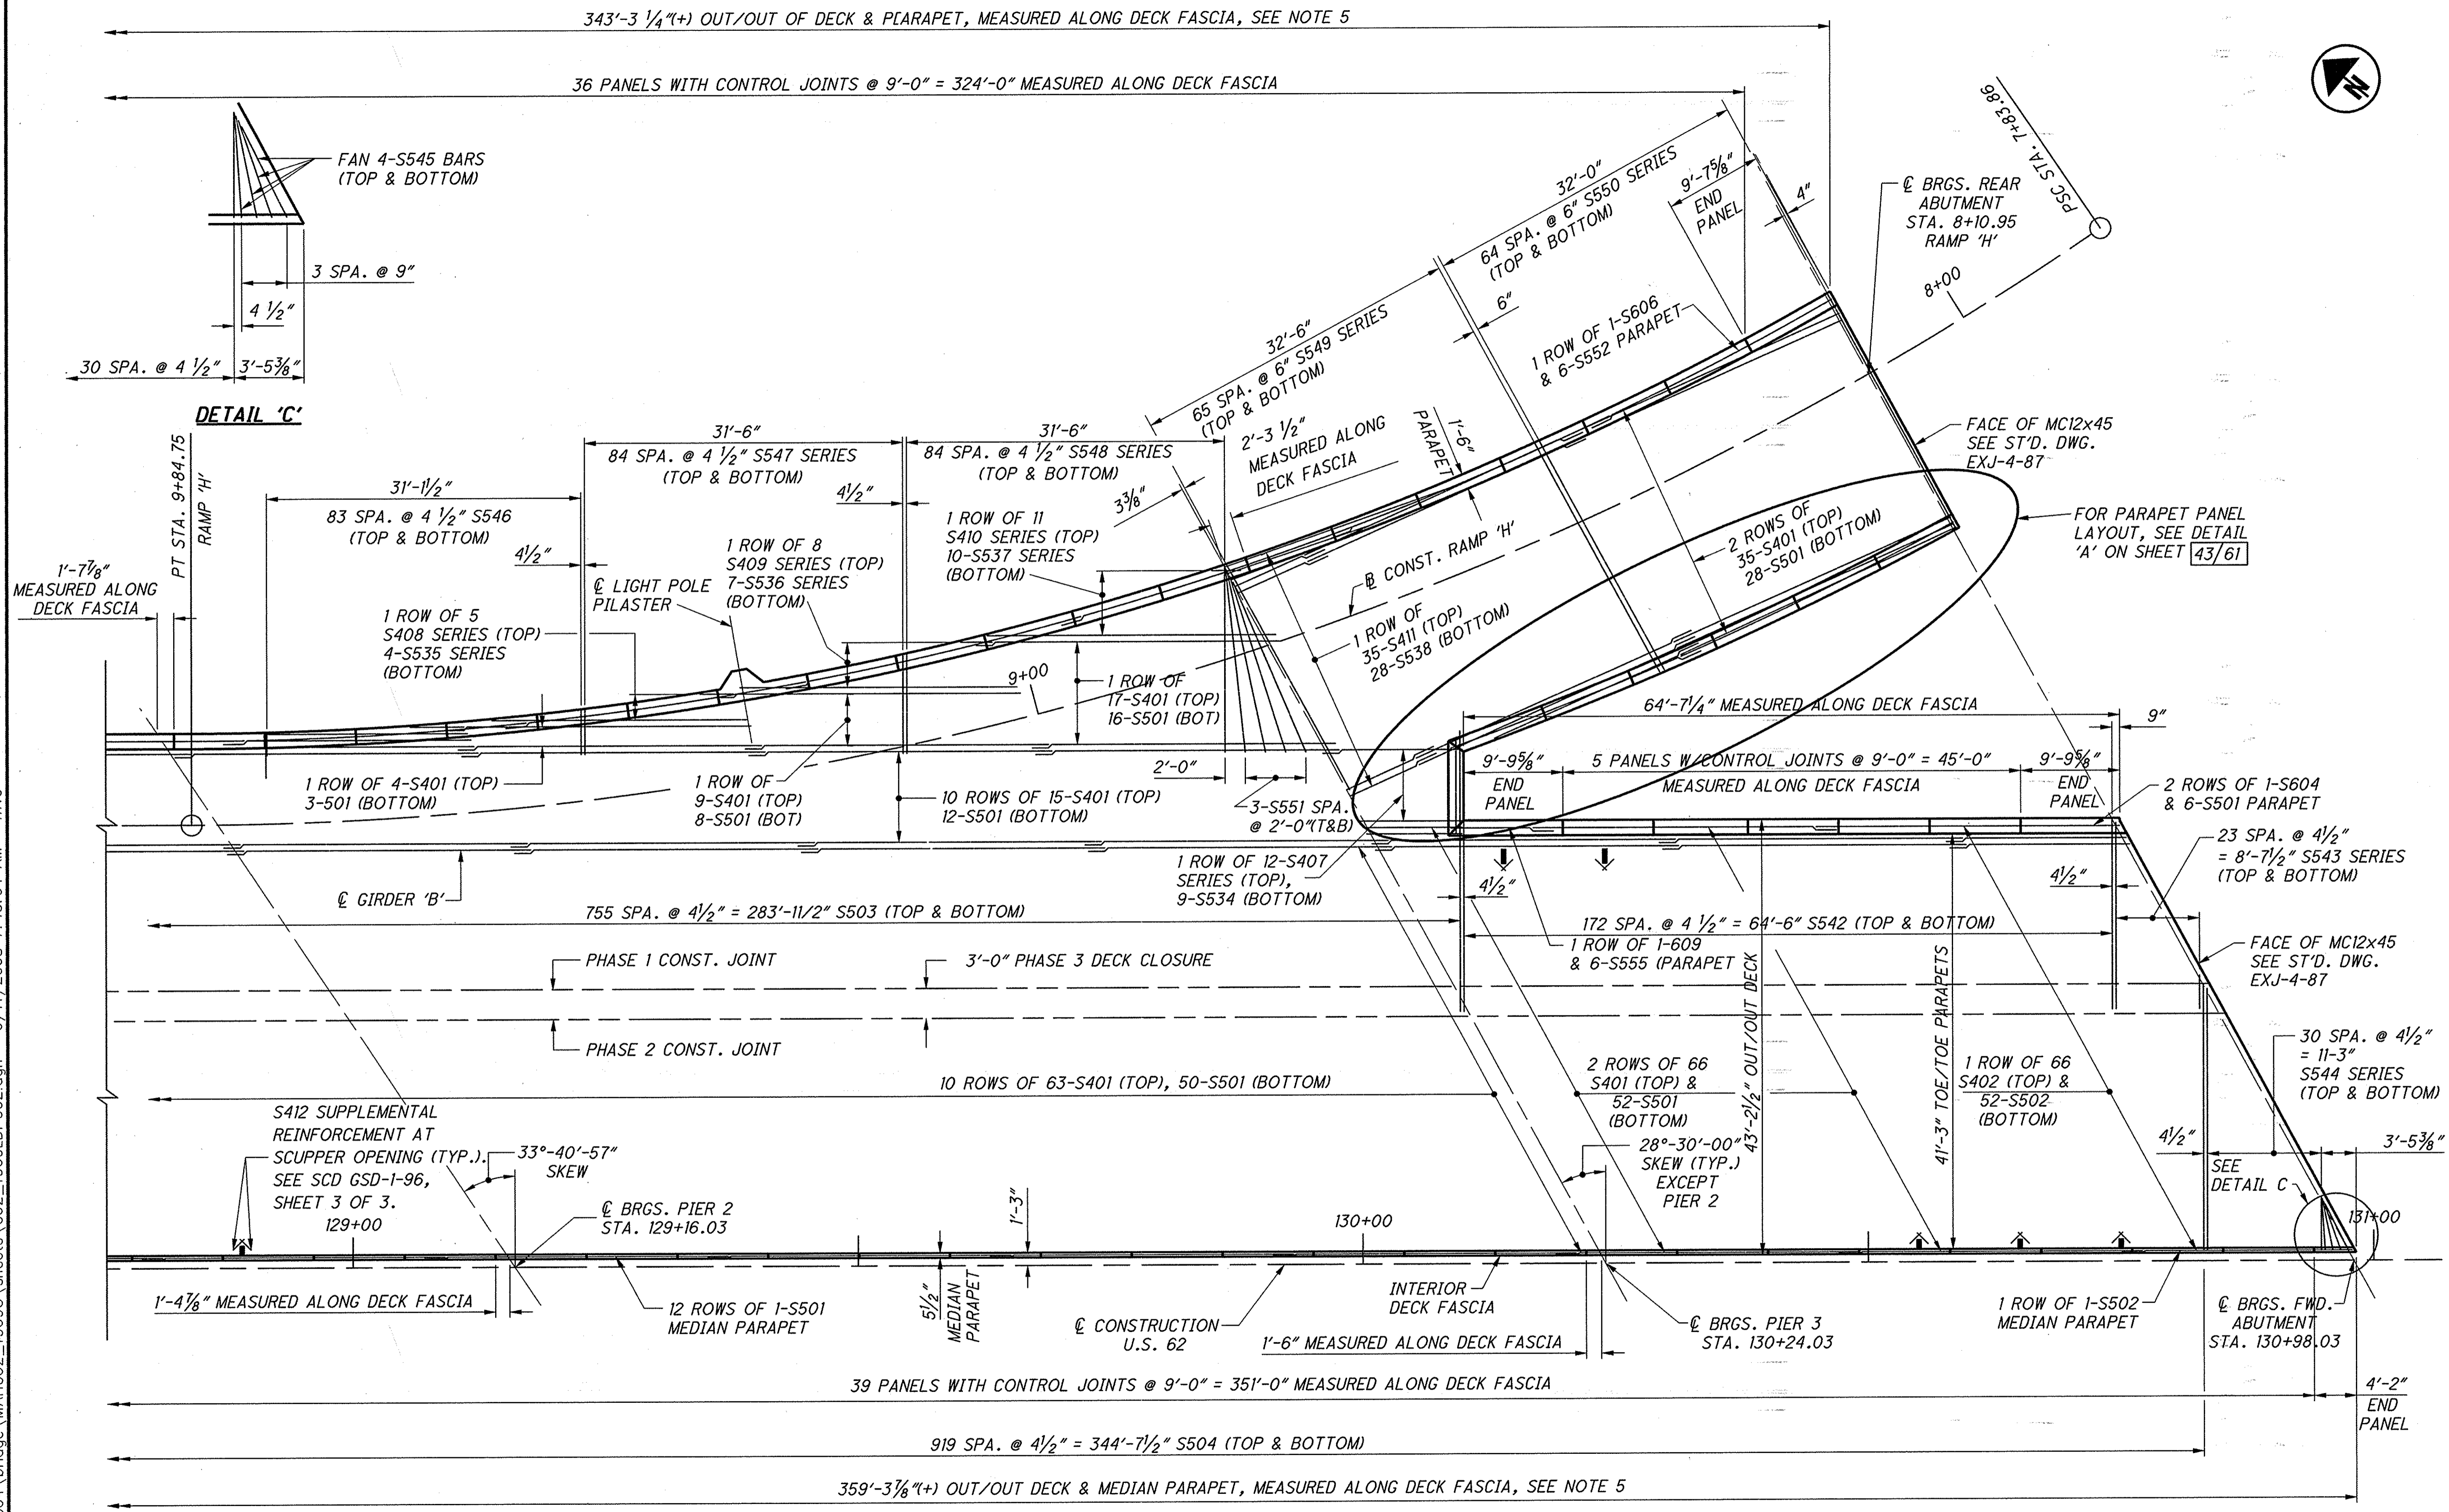 343'-3 1/4"(+) OUT/OUT OF DECK & P[ARAPET, MEASURED ALONG DECK FASCIA, SEE NOTE 5
36 PANELS WITH CONTROL JOINTS @ 9'-0" = 324'-0" MEASURED ALONG DECK FASCIA
N
PSC STA. 7+83.86
FAN 4-S545 BARS
(TOP & BOTTOM)
3 SPA. @ 9"
4 1/2"
30 SPA. @ 4 1/2"
3'-5 3/8"
DETAIL 'C'
32'-0"
64 SPA. @ 6" S550 SERIES
(TOP & BOTTOM)
9'-7 5/8"
END
PANEL
4"
6"
℄ BRGS. REAR
ABUTMENT
STA. 8+10.95
RAMP 'H'
8+00
32'-6"
65 SPA. @ 6" S549 SERIES
(TOP & BOTTOM)
1 ROW OF 1-S606
& 6-S552 PARAPET
2'-3 1/2"
MEASURED ALONG
DECK FASCIA
1'-6"
PARAPET
3 3/8"
FACE OF MC12x45
SEE ST'D. DWG.
EXJ-4-87
FOR PARAPET PANEL
LAYOUT, SEE DETAIL
'A' ON SHEET 43/61
PT STA. 9+84.75
RAMP 'H'
31'-1 1/2"
83 SPA. @ 4 1/2" S546
(TOP & BOTTOM)
4 1/2"
31'-6"
84 SPA. @ 4 1/2" S547 SERIES
(TOP & BOTTOM)
4 1/2"
31'-6"
84 SPA. @ 4 1/2" S548 SERIES
(TOP & BOTTOM)
1'-7 7/8"
MEASURED ALONG
DECK FASCIA
1 ROW OF 5
S408 SERIES (TOP)
4-S535 SERIES
(BOTTOM)
℄ LIGHT POLE
PILASTER
1 ROW OF 8
S409 SERIES (TOP)
7-S536 SERIES
(BOTTOM)
1 ROW OF 11
S410 SERIES (TOP)
10-S537 SERIES
(BOTTOM)
℄ CONST. RAMP 'H'
2 ROWS OF
35-S401 (TOP)
28-S501 (BOTTOM)
1 ROW OF
35-S411 (TOP)
28-S538 (BOTTOM)
9+00
1 ROW OF
17-S401 (TOP)
16-S501 (BOT)
1 ROW OF 4-S401 (TOP)
3-501 (BOTTOM)
1 ROW OF
9-S401 (TOP)
8-S501 (BOT)
10 ROWS OF 15-S401 (TOP)
12-S501 (BOTTOM)
2'-0"
3-S551 SPA.
@ 2'-0"(T&B)
64'-7 1/4" MEASURED ALONG DECK FASCIA
9"
9'-9 5/8"
END
PANEL
5 PANELS W/CONTROL JOINTS @ 9'-0" = 45'-0"
MEASURED ALONG DECK FASCIA
9'-9 5/8"
END
PANEL
2 ROWS OF 1-S604
& 6-S501 PARAPET
23 SPA. @ 4 1/2"
= 8'-7 1/2" S543 SERIES
(TOP & BOTTOM)
4 1/2"
1 ROW OF 12-S407
SERIES (TOP),
9-S534 (BOTTOM)
4 1/2"
℄ GIRDER 'B'
755 SPA. @ 4 1/2" = 283'-11/2" S503 (TOP & BOTTOM)
172 SPA. @ 4 1/2" = 64'-6" S542 (TOP & BOTTOM)
1 ROW OF 1-609
& 6-S555 (PARAPET
FACE OF MC12x45
SEE ST'D. DWG.
EXJ-4-87
PHASE 1 CONST. JOINT
3'-0" PHASE 3 DECK CLOSURE
PHASE 2 CONST. JOINT
43'-2 1/2" OUT/OUT DECK
41'-3" TOE/TOE PARAPETS
10 ROWS OF 63-S401 (TOP), 50-S501 (BOTTOM)
2 ROWS OF 66
S401 (TOP) &
52-S501
(BOTTOM)
1 ROW OF 66
S402 (TOP) &
52-S502
(BOTTOM)
30 SPA. @ 4 1/2"
= 11-3"
S544 SERIES
(TOP & BOTTOM)
S412 SUPPLEMENTAL
REINFORCEMENT AT
SCUPPER OPENING (TYP.).
SEE SCD GSD-1-96,
SHEET 3 OF 3.
129+00
33°-40'-57"
SKEW
28°-30'-00"
SKEW (TYP.)
EXCEPT
PIER 2
4 1/2"
3'-5 3/8"
SEE
DETAIL C
℄ BRGS. PIER 2
STA. 129+16.03
1'-3"
130+00
131+00
1'-4 7/8" MEASURED ALONG DECK FASCIA
12 ROWS OF 1-S501
MEDIAN PARAPET
5 1/2"
MEDIAN
PARAPET
℄ CONSTRUCTION
U.S. 62
INTERIOR
DECK FASCIA
1'-6" MEASURED ALONG DECK FASCIA
℄ BRGS. PIER 3
STA. 130+24.03
1 ROW OF 1-S502
MEDIAN PARAPET
℄ BRGS. FWD.
ABUTMENT
STA. 130+98.03
39 PANELS WITH CONTROL JOINTS @ 9'-0" = 351'-0" MEASURED ALONG DECK FASCIA
4'-2"
END
PANEL
919 SPA. @ 4 1/2" = 344'-7 1/2" S504 (TOP & BOTTOM)
359'-3 7/8"(+) OUT/OUT DECK & MEDIAN PARAPET, MEASURED ALONG DECK FASCIA, SEE NOTE 5